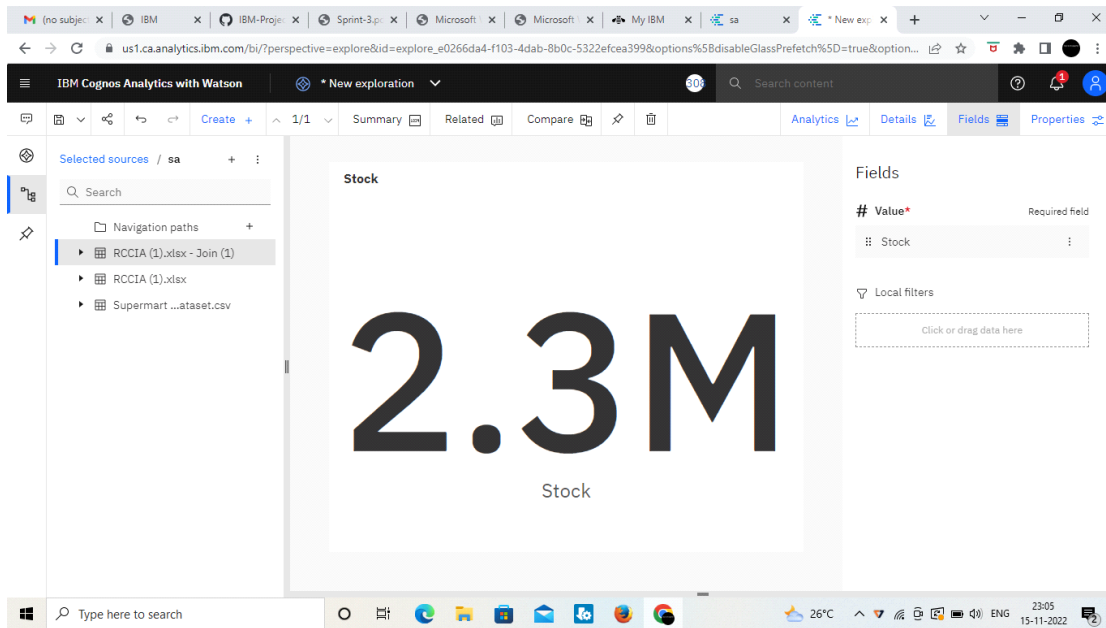 (no subjec
IBM
IBM-Projec
Sprint-3.p
Microsoft
Microsoft
My IBM
sa
* New exp
us1.ca.analytics.ibm.com/bi/?perspective=explore&id=explore_e0266da4-f103-4dab-8b0c-5322efcea399&options%5BdisableGlassPrefetch%5D=true&option...
IBM Cognos Analytics with Watson
* New exploration
308
Search content
1
Create +
1/1
Summary
Related
Compare
Analytics
Details
Fields
Properties
Selected sources / sa
Search
Navigation paths
RCCIA (1).xlsx - Join (1)
RCCIA (1).xlsx
Supermart ...ataset.csv
Stock
2.3M
Stock
Fields
# Value*
Required field
Stock
Local filters
Click or drag data here
Type here to search
26°C
ENG
23:05
15-11-2022
2